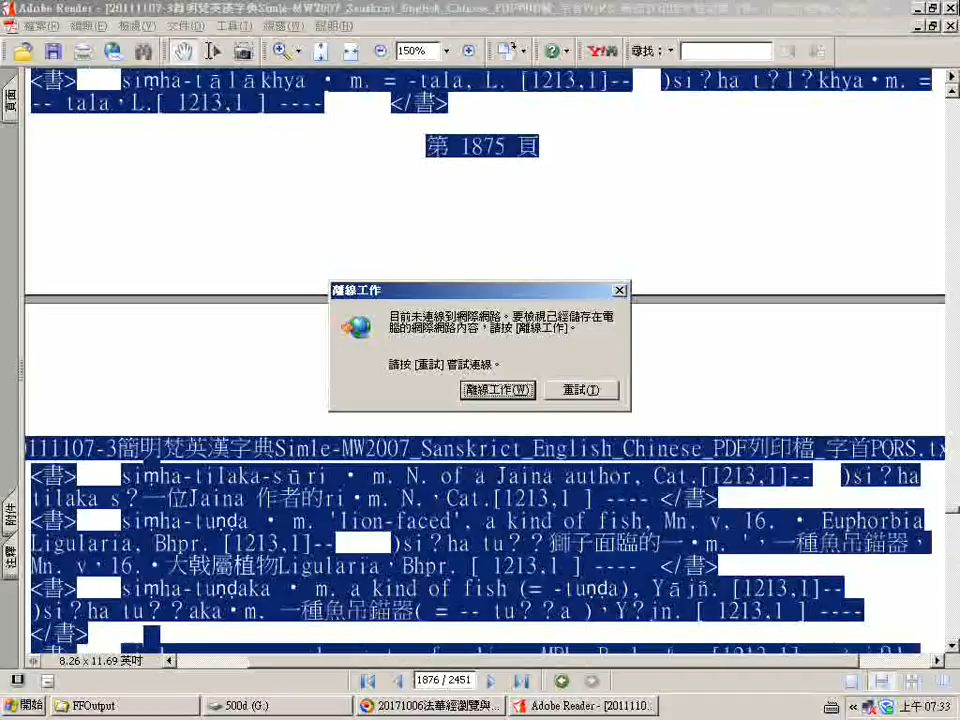 Adobe Reader - [20111107-3簡明梵英漢字典Simle-MW2007_Sanskrict_English_Chinese_PDF列印檔_字首PQRS.txt
檔案(F) 編輯(E) 檢視(V) 文件(D) 工具(T) 視窗(W) 說明(H)
150% 尋找：
頁面
<書> siṃha-tālākhya · m. = -tala, L. [1213,1]-- )si?ha t?l?khya·m. =
-- tala，L.[ 1213,1 ] ---- </書>
第 1875 頁
離線工作
目前未連線到網際網路。要檢視已經儲存在電
腦的網際網路內容，請按 [離線工作]。
請按 [重試] 嘗試連線。
離線工作(W) 重試(T)
111107-3簡明梵英漢字典Simle-MW2007_Sanskrict_English_Chinese_PDF列印檔_字首PQRS.tx
<書> siṃha-tilaka-sūri · m. N. of a Jaina author, Cat.[1213,1]-- )si?ha
tilaka s?一位Jaina 作者的ri·m. N.，Cat.[1213,1 ] ---- </書>
<書> siṃha-tuṇḍa · m. 'lion-faced', a kind of fish, Mn. v, 16. · Euphorbia
Ligularia, Bhpr. [1213,1]-- )si?ha tu??獅子面臨的一·m. '，一種魚吊錨器，
Mn. v，16.·大戟屬植物Ligularia，Bhpr. [ 1213,1 ] ---- </書>
<書> siṃha-tuṇḍaka · m. a kind of fish (= -tuṇḍa), Yājñ. [1213,1]--
)si?ha tu??aka·m. 一種魚吊錨器( = -- tu??a )，Y?jn. [ 1213,1 ] ----
</書>
附件
注釋
8.26 x 11.69 英吋
1876 / 2451
開始 FFOutput 500d (G:) 20171006法華經瀏覽與... Adobe Reader - [2011110... 上午 07:33